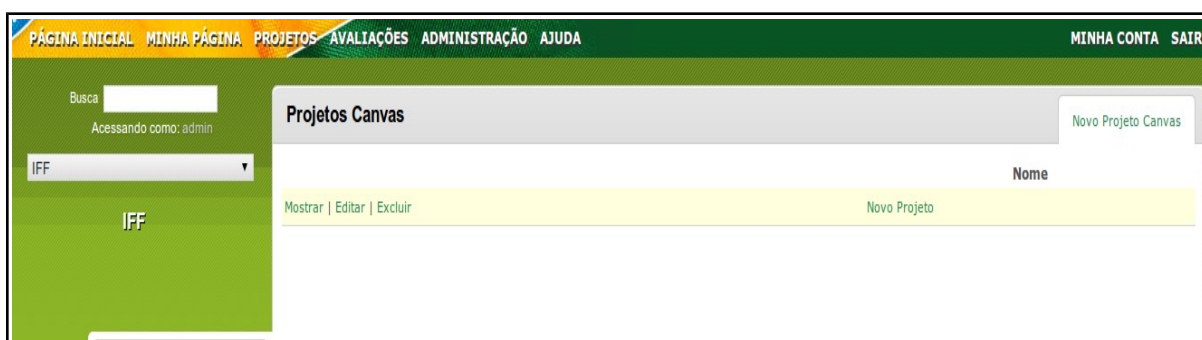 PÁGINA INICIAL MINHA PÁGINA PROJETOS AVALIAÇÕES ADMINISTRAÇÃO AJUDA MINHA CONTA SAIR
Busca
Acessando como: admin
IFF
IFF
Projetos Canvas
Novo Projeto Canvas
Nome
Mostrar | Editar | Excluir Novo Projeto